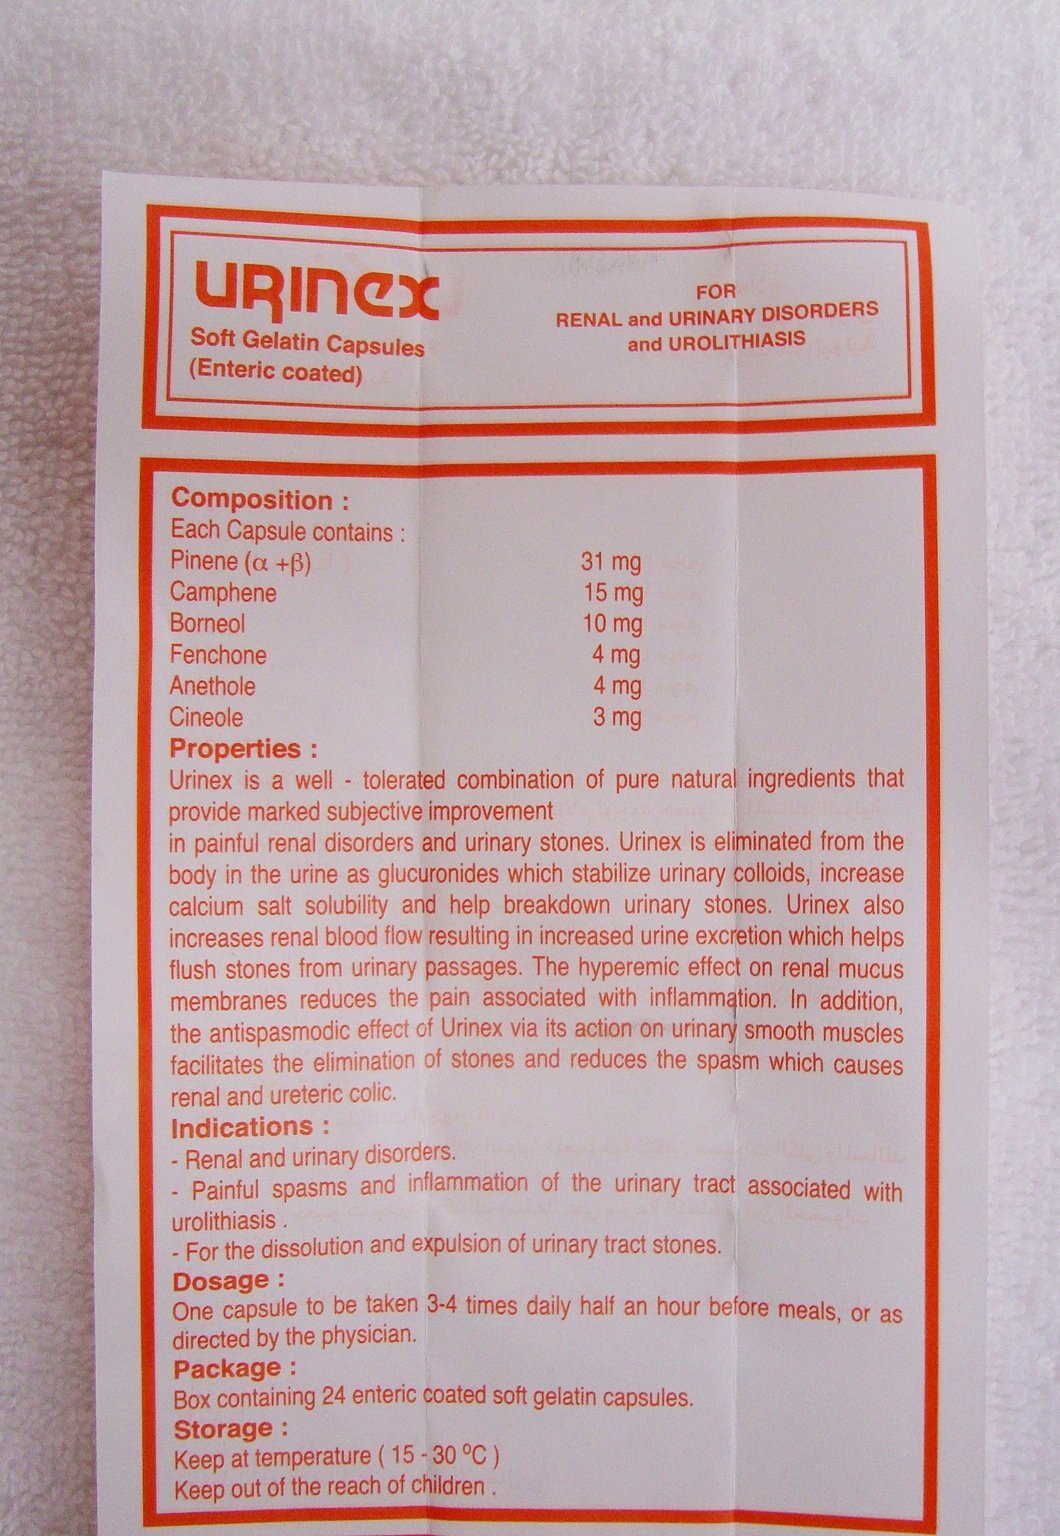 URINEX
Soft Gelatin Capsules
(Enteric coated)
FOR
RENAL and URINARY DISORDERS
and UROLITHIASIS
Composition :
Each Capsule contains :
Pinene (α +β) 31 mg
Camphene 15 mg
Borneol 10 mg
Fenchone 4 mg
Anethole 4 mg
Cineole 3 mg
Properties :
Urinex is a well - tolerated combination of pure natural ingredients that
provide marked subjective improvement
in painful renal disorders and urinary stones. Urinex is eliminated from the
body in the urine as glucuronides which stabilize urinary colloids, increase
calcium salt solubility and help breakdown urinary stones. Urinex also
increases renal blood flow resulting in increased urine excretion which helps
flush stones from urinary passages. The hyperemic effect on renal mucus
membranes reduces the pain associated with inflammation. In addition,
the antispasmodic effect of Urinex via its action on urinary smooth muscles
facilitates the elimination of stones and reduces the spasm which causes
renal and ureteric colic.
Indications :
- Renal and urinary disorders.
- Painful spasms and inflammation of the urinary tract associated with
urolithiasis .
- For the dissolution and expulsion of urinary tract stones.
Dosage :
One capsule to be taken 3-4 times daily half an hour before meals, or as
directed by the physician.
Package :
Box containing 24 enteric coated soft gelatin capsules.
Storage :
Keep at temperature ( 15 - 30 ºC )
Keep out of the reach of children .